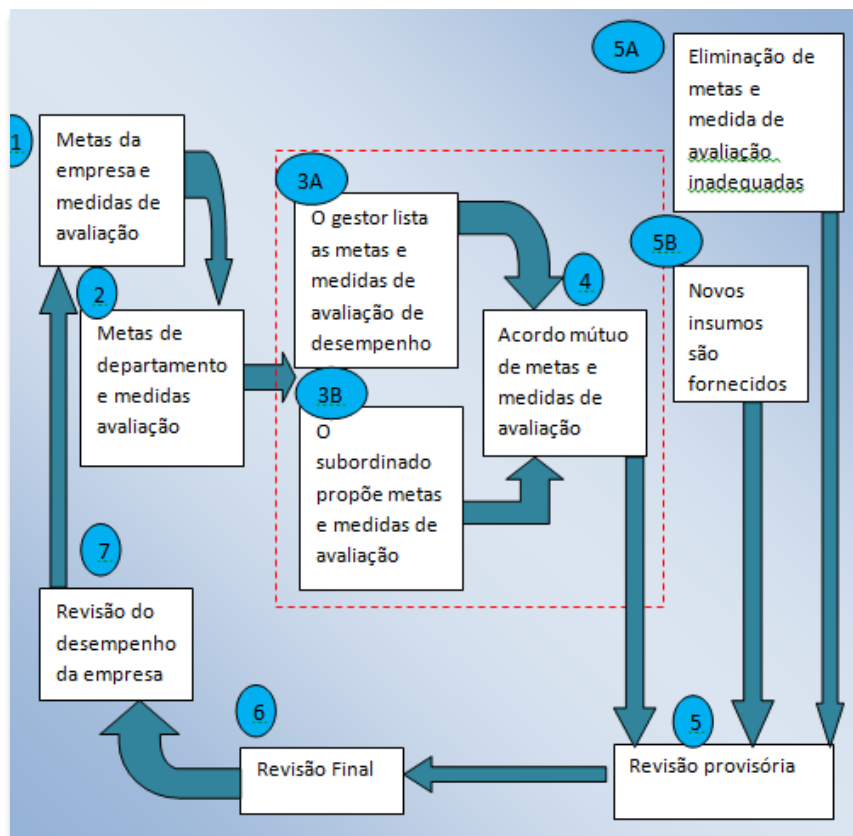 1
Metas da
empresa e
medidas de
avaliação
2
Metas de
departamento
e medidas
avaliação
3A
O gestor lista
as metas e
medidas de
avaliação de
desempenho
3B
O
subordinado
propõe metas
e medidas de
avaliação
4
Acordo mútuo
de metas e
medidas de
avaliação
5A
Eliminação de
metas e
medida de
avaliação
inadequadas
5B
Novos
insumos
são
fornecidos
5
Revisão provisória
6
Revisão Final
7
Revisão do
desempenho
da empresa